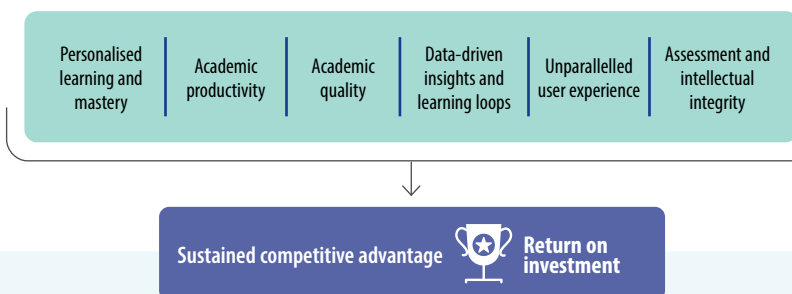 Personalised
learning and
mastery
Academic
productivity
Academic
quality
Data-driven
insights and
learning loops
Unparallelled
user experience
Assessment and
intellectual
integrity
Sustained competitive advantage
Return on
investment